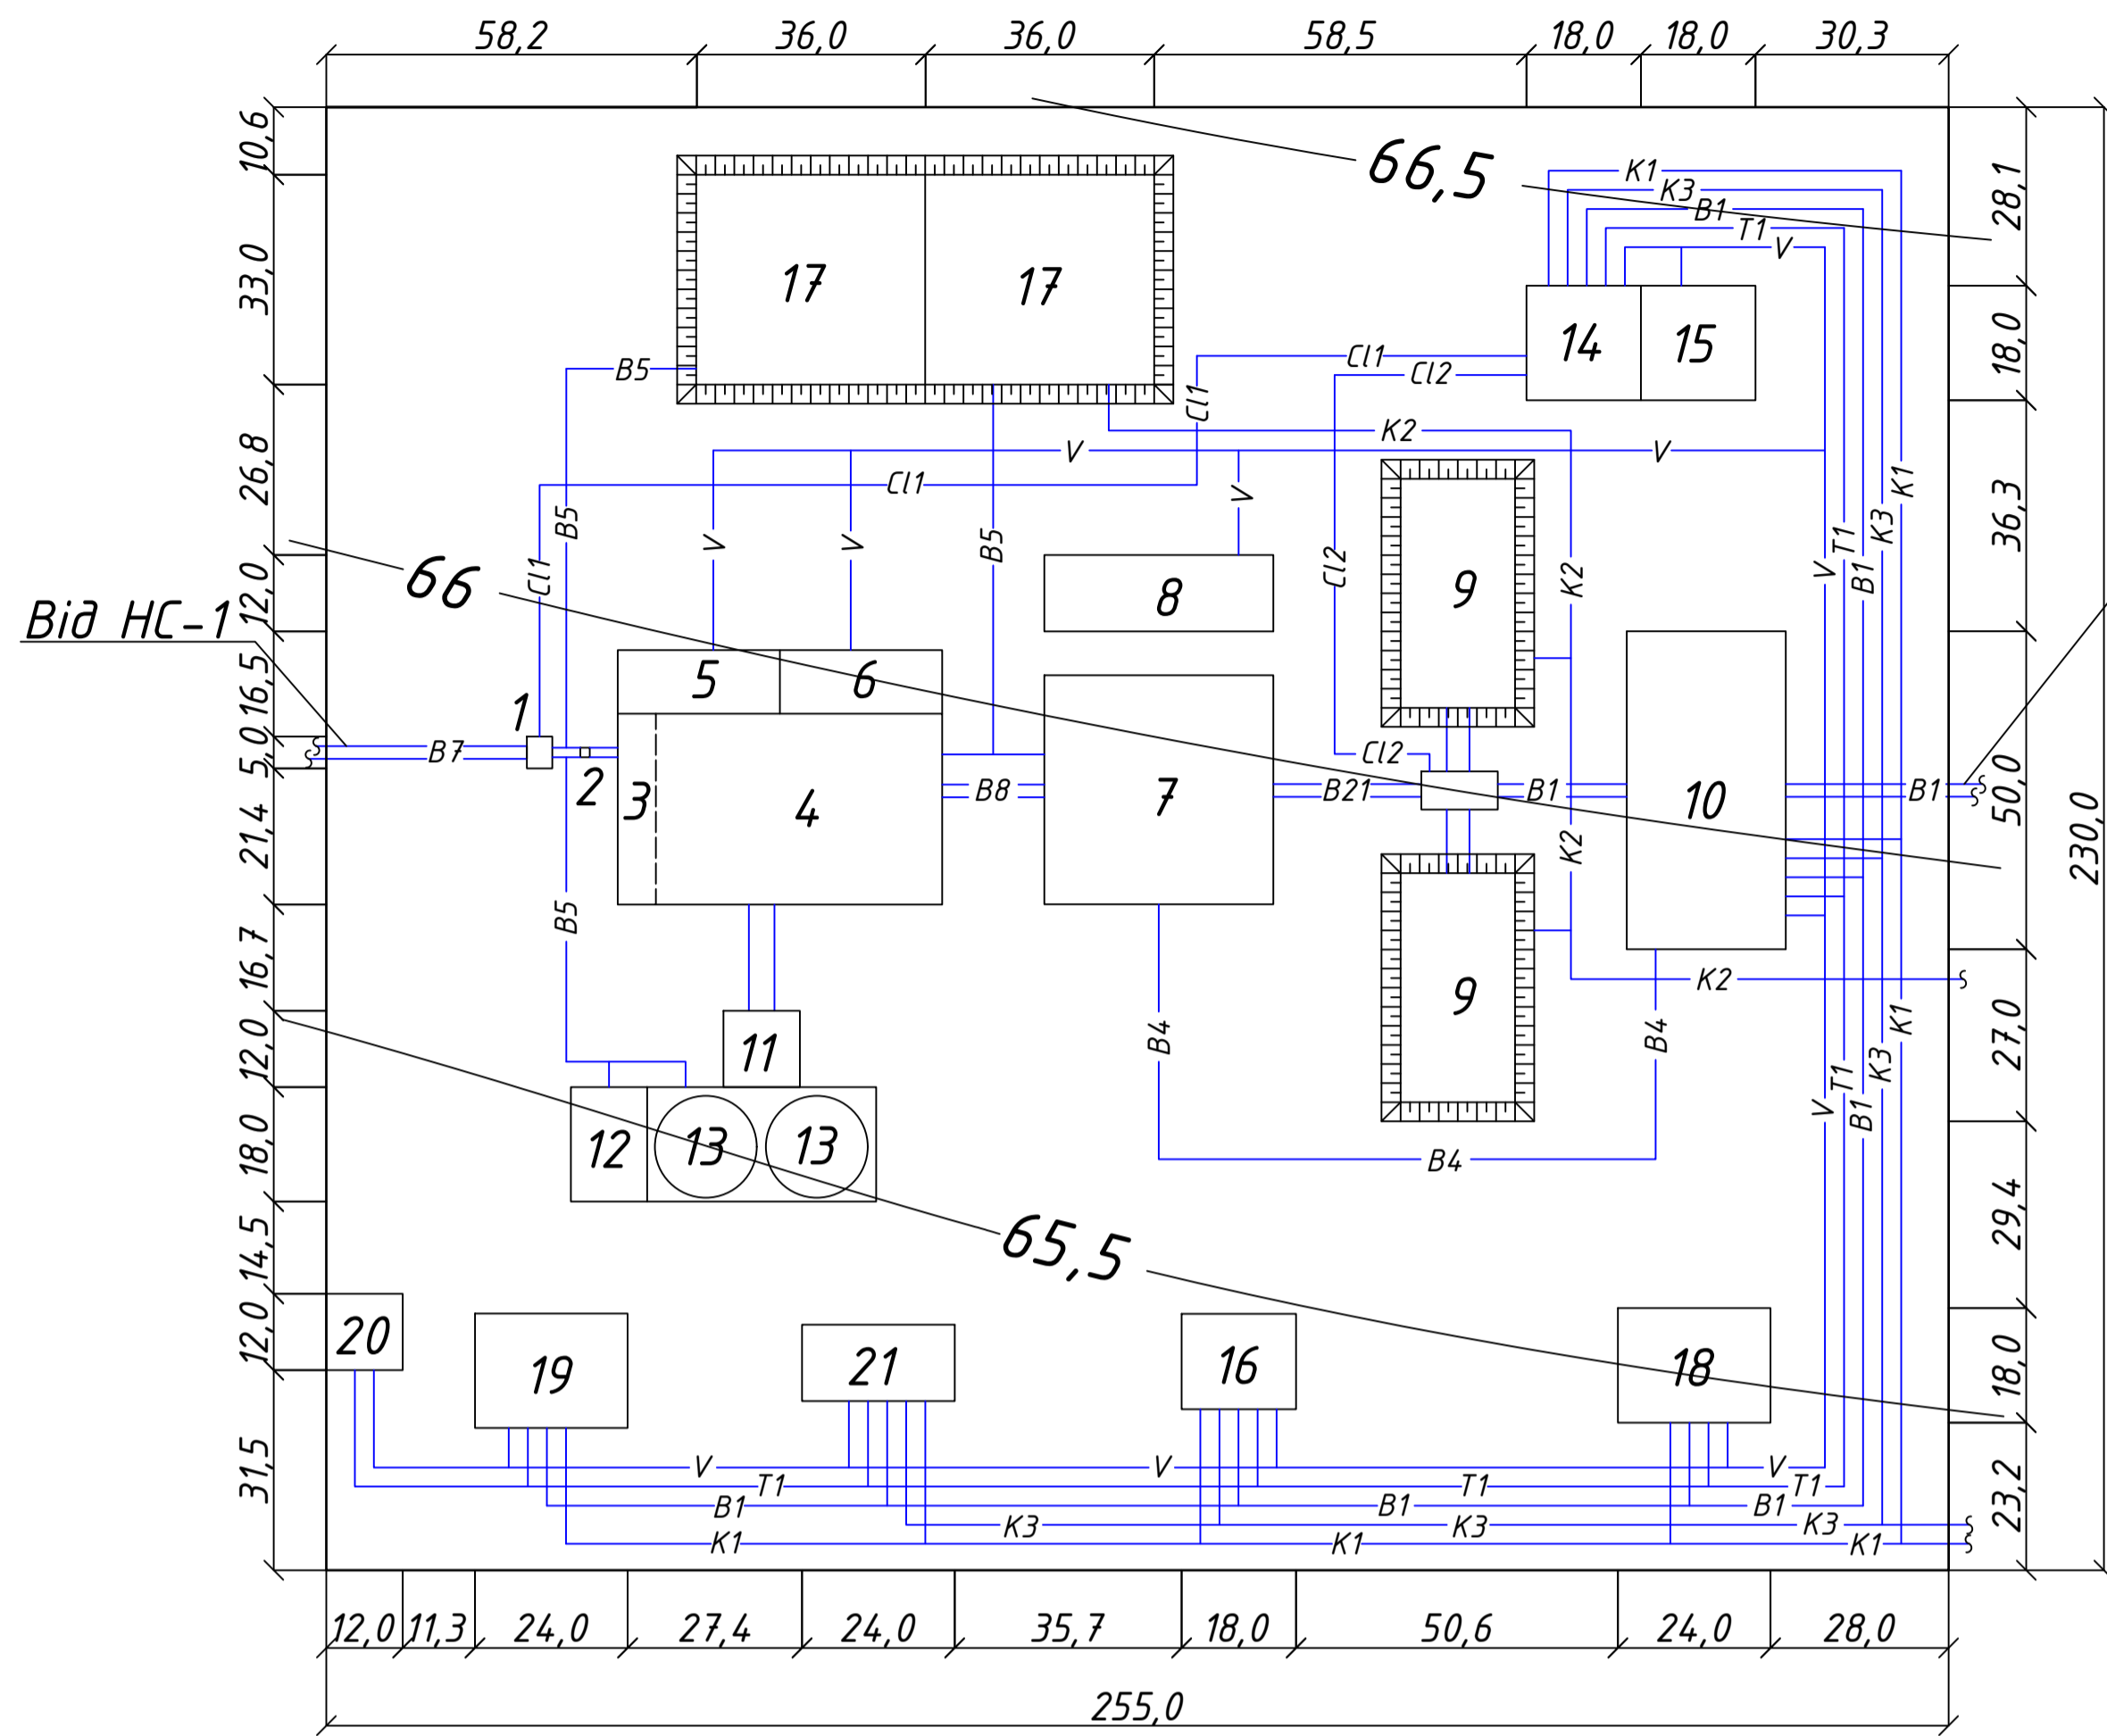 58,2 36,0 36,0 58,5 18,0 18,0 30,3
10,6
33,0
26,8
12,0
16,5
5,0
21,4
16,7
12,0
18,0
14,5
12,0
31,5
28,1
18,0
36,3
50,0
27,0
29,4
18,0
23,2
230,0
66,5
K1
K3
B1
T1
V
17 17
14 15
B5
Cl1
Cl2
Cl1
K2
V V
Cl1
V
K1
K3
B5
V
V
B5
T1
B1
V
66
Cl1
Cl2
K2
8
9
Від НС-1
5 6
1
B7
2
3
4
B8
7
Cl2
B21
B1
10
B1
K2
B5
K2
9
B4
B4
K1
K3
T1
B1
V
11
12 13 13
B4
65,5
20
19
21
16
18
V V V
T1 T1 T1
B1 B1 B1
K3 K3 K3
K1 K1 K1
12,0 11,3 24,0 27,4 24,0 35,7 18,0 50,6 24,0 28,0
255,0